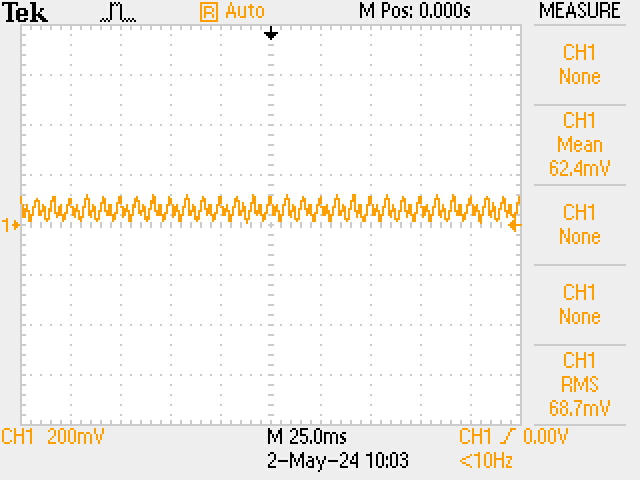 Tek
R Auto
M Pos: 0.000s
MEASURE
CH1
None
CH1
Mean
62.4mV
CH1
None
CH1
None
CH1
RMS
68.7mV
1
CH1 200mV
M 25.0ms
CH1 0.00V
2-May-24 10:03
<10Hz